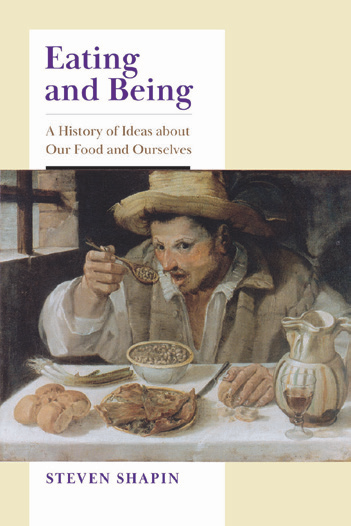 Eating
and Being
A History of Ideas about
Our Food and Ourselves
STEVEN SHAPIN